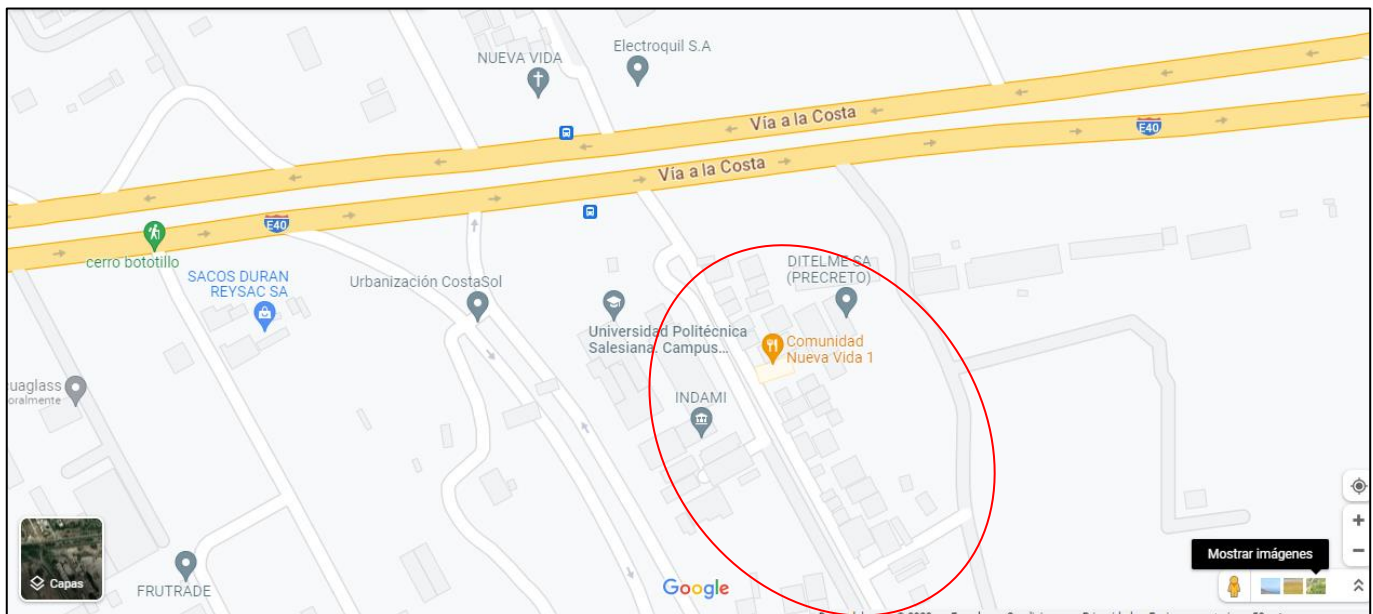 Electroquil S.A
NUEVA VIDA
Vía a la Costa
E40
Vía a la Costa
E40
cerro bototillo
SACOS DURAN
REYSAC SA
Urbanización CostaSol
DITELME SA
(PRECRETO)
Universidad Politécnica
Salesiana. Campus...
Comunidad
Nueva Vida 1
uaglass
oralmente
INDAMI
Mostrar imágenes
Capas
FRUTRADE
Google